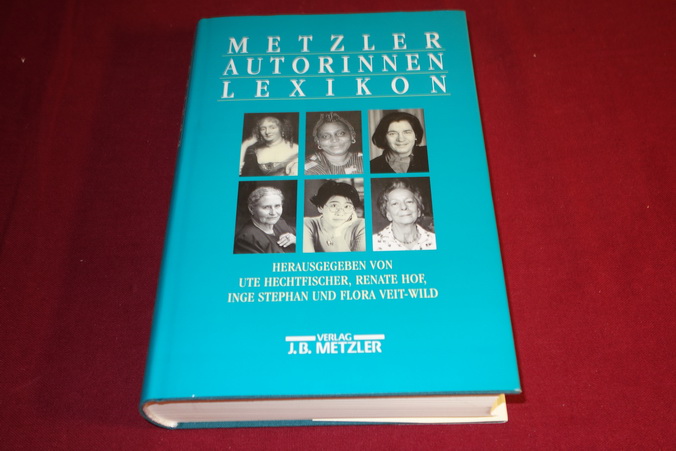 METZLER
AUTORINNEN
LEXIKON
HERAUSGEGEBEN VON
UTE HECHTFISCHER, RENATE HOF,
INGE STEPHAN UND FLORA VEIT-WILD
VERLAG
J.B. METZLER